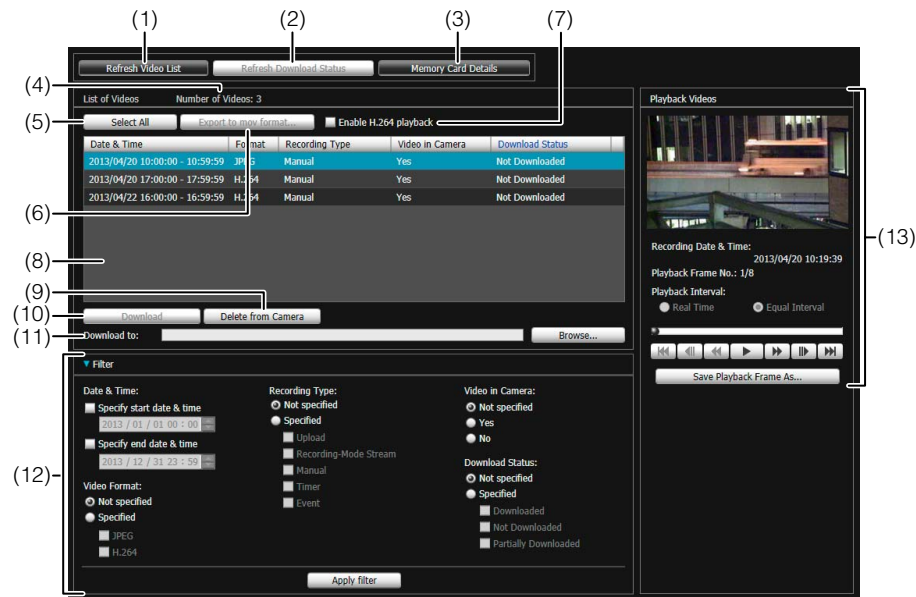 (1)
(2)
(3)
(7)
Refresh Video List
Refresh Download Status
Memory Card Details
(4)
List of Videos
Number of Videos: 3
Playback Videos
(5)
Select All
Export to mov format...
Enable H.264 playback
Date & Time
Format
Recording Type
Video in Camera
Download Status
2013/04/20 10:00:00 - 10:59:59
JPEG
Manual
Yes
Not Downloaded
2013/04/20 17:00:00 - 17:59:59
H.264
Manual
Yes
Not Downloaded
2013/04/22 16:00:00 - 16:59:59
H.264
Manual
Yes
Not Downloaded
(6)
(8)
(9)
(10)
Download
Delete from Camera
(11)
Download to:
Browse...
Recording Date & Time:
2013/04/20 10:19:39
Playback Frame No.: 1/8
Playback Interval:
Real Time
Equal Interval
Save Playback Frame As...
(13)
(12)
Filter
Date & Time:
Specify start date & time
2013 / 01 / 01 00 : 00
Specify end date & time
2013 / 12 / 31 23 : 59
Video Format:
Not specified
Specified
JPEG
H.264
Recording Type:
Not specified
Specified
Upload
Recording-Mode Stream
Manual
Timer
Event
Video in Camera:
Not specified
Yes
No
Download Status:
Not specified
Specified
Downloaded
Not Downloaded
Partially Downloaded
Apply filter